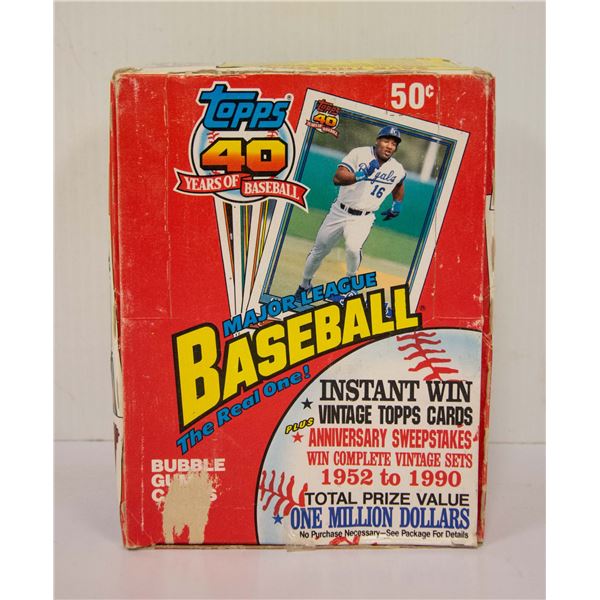 TOPPS
40
YEARS OF BASEBALL
50¢
TOPPS
40
Royals
16
MAJOR LEAGUE
BASEBALL
The Real One!
BUBBLE
GUM
PLUS
INSTANT WIN
VINTAGE TOPPS CARDS
ANNIVERSARY SWEEPSTAKES
WIN COMPLETE VINTAGE SETS
1952 to 1990
TOTAL PRIZE VALUE
ONE MILLION DOLLARS
No Purchase Necessary—See Package For Details